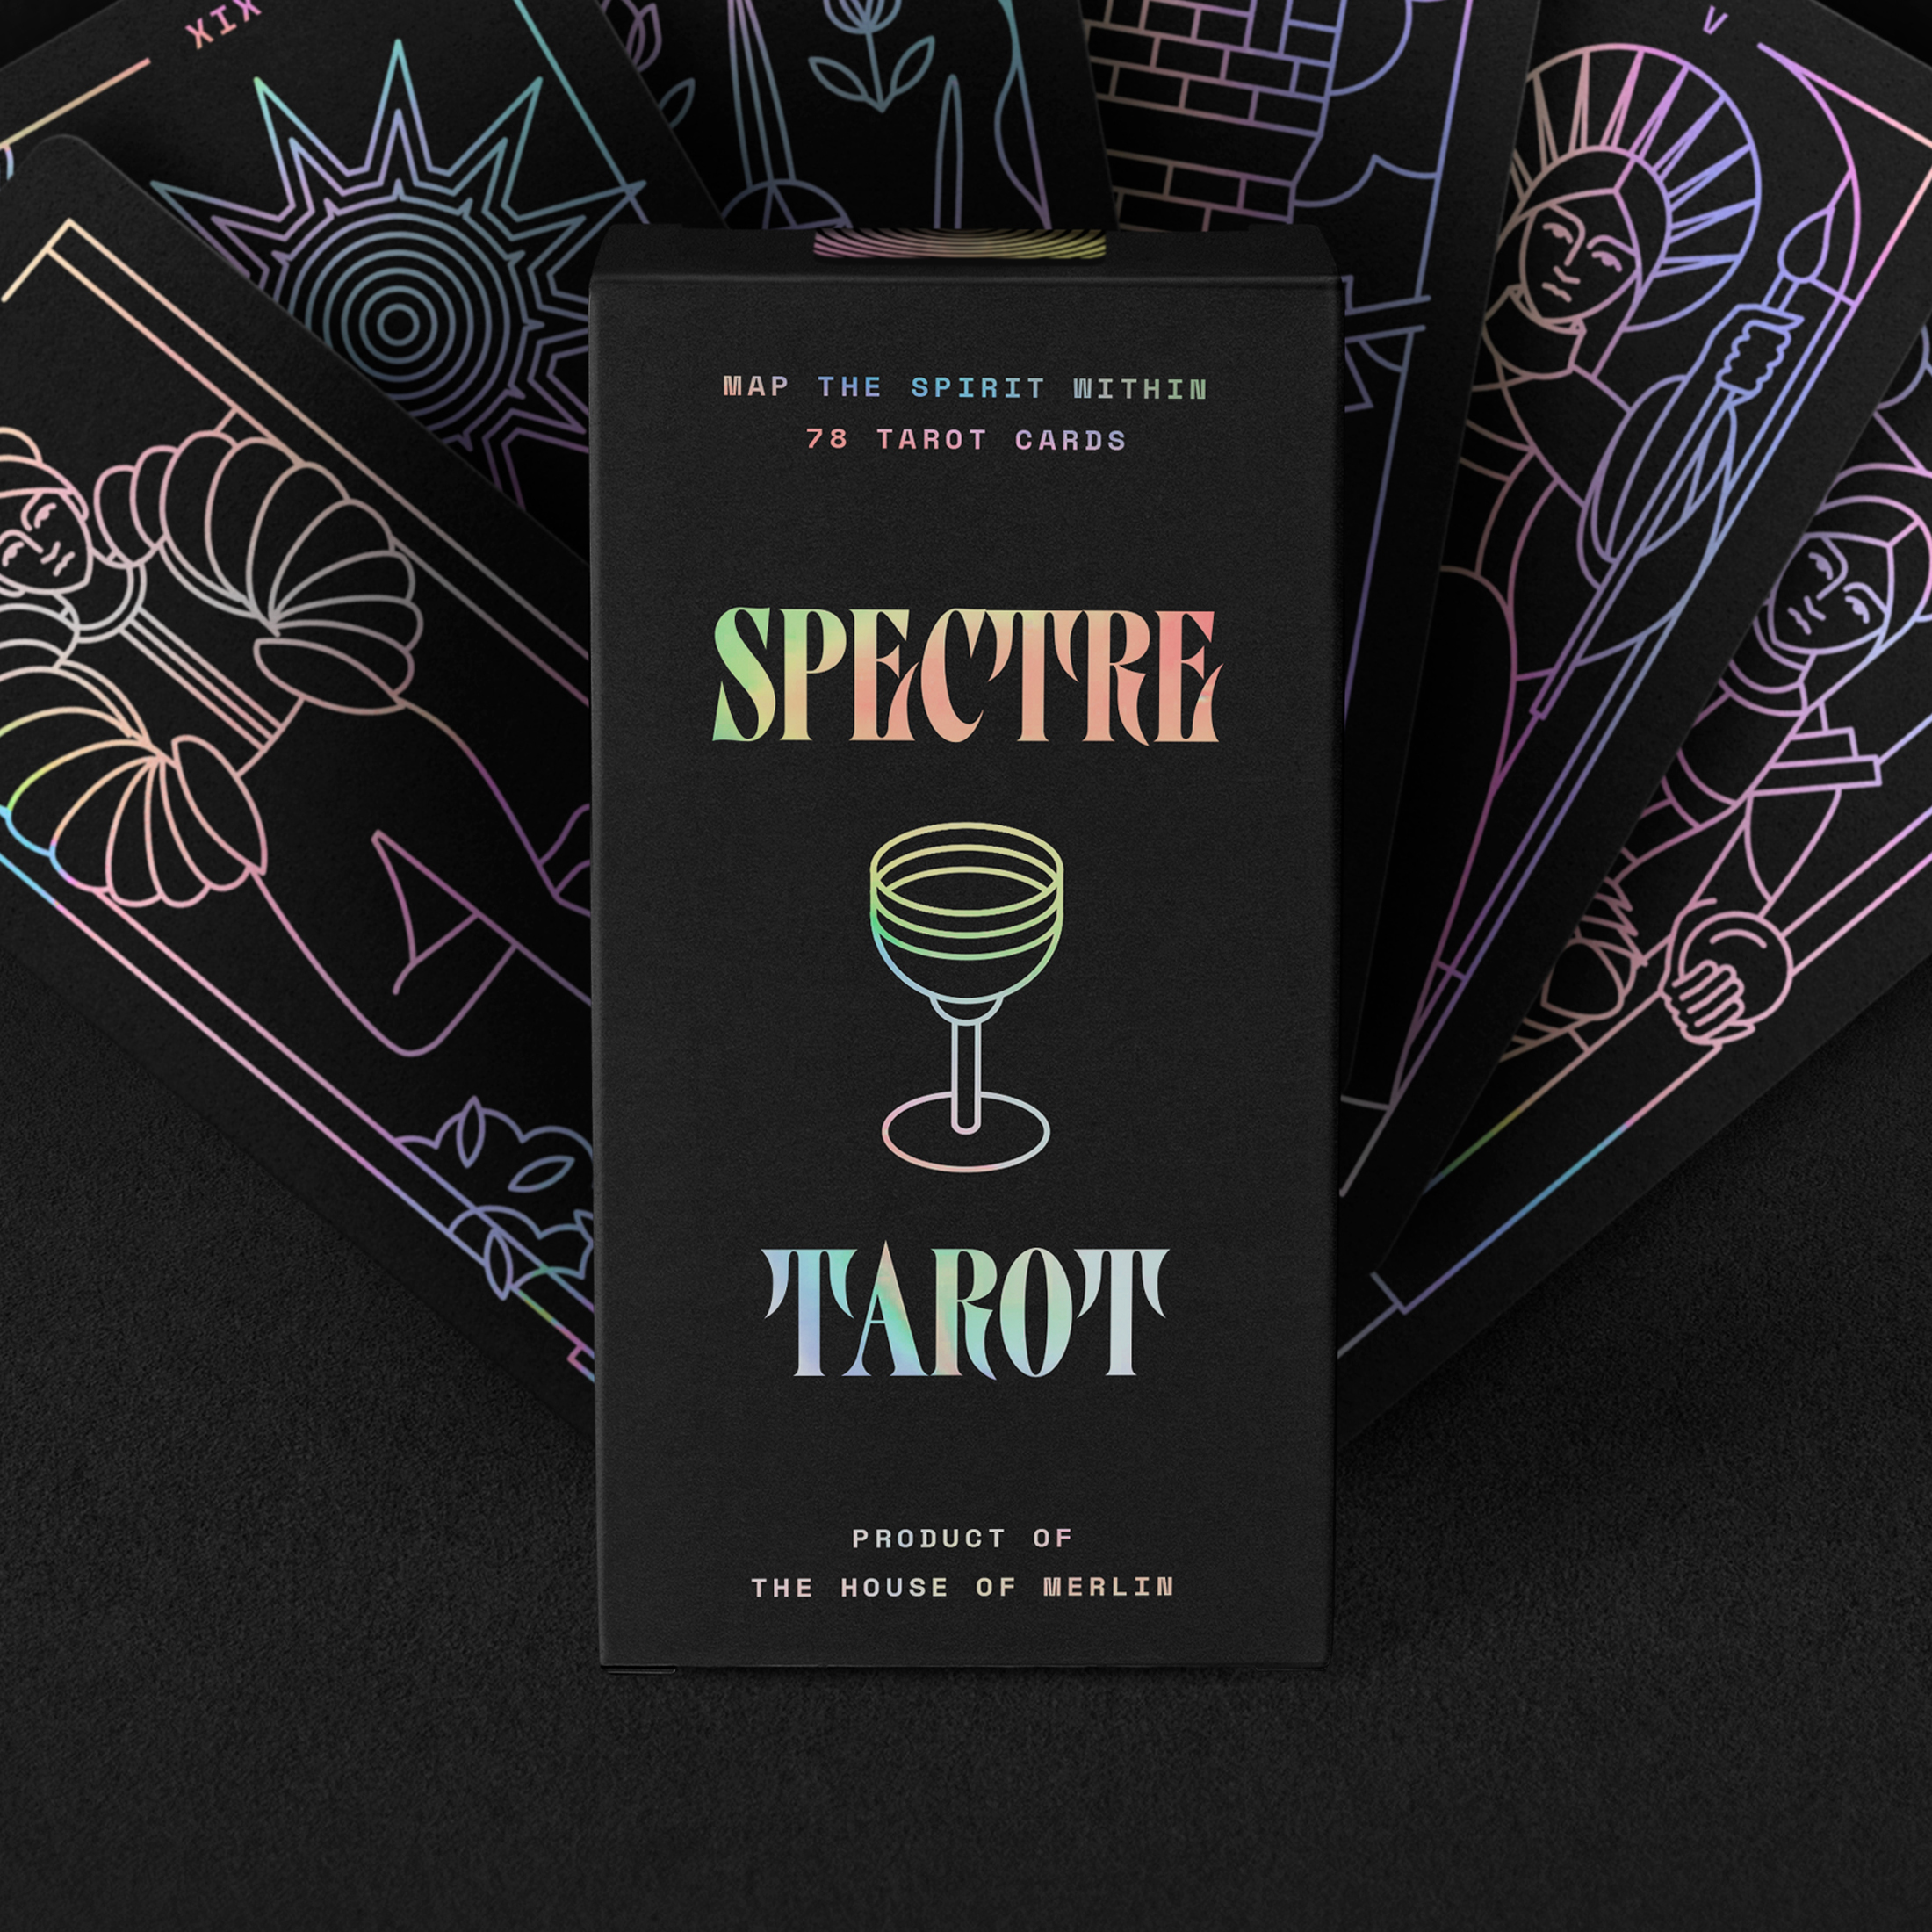 XIX
V
MAP THE SPIRIT WITHIN
78 TAROT CARDS
SPECTRE
TAROT
PRODUCT OF
THE HOUSE OF MERLIN